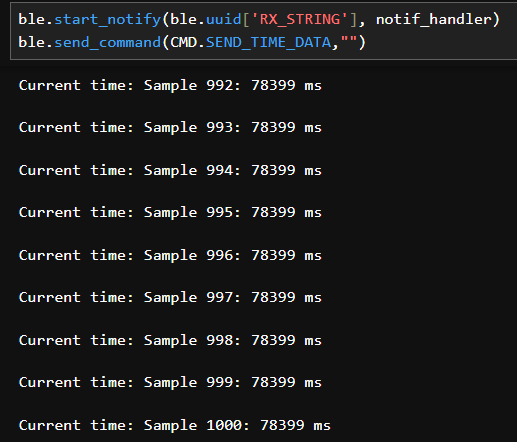 ble.start_notify(ble.uuid['RX_STRING'], notif_handler)
ble.send_command(CMD.SEND_TIME_DATA,"")
Current time: Sample 992: 78399 ms
Current time: Sample 993: 78399 ms
Current time: Sample 994: 78399 ms
Current time: Sample 995: 78399 ms
Current time: Sample 996: 78399 ms
Current time: Sample 997: 78399 ms
Current time: Sample 998: 78399 ms
Current time: Sample 999: 78399 ms
Current time: Sample 1000: 78399 ms